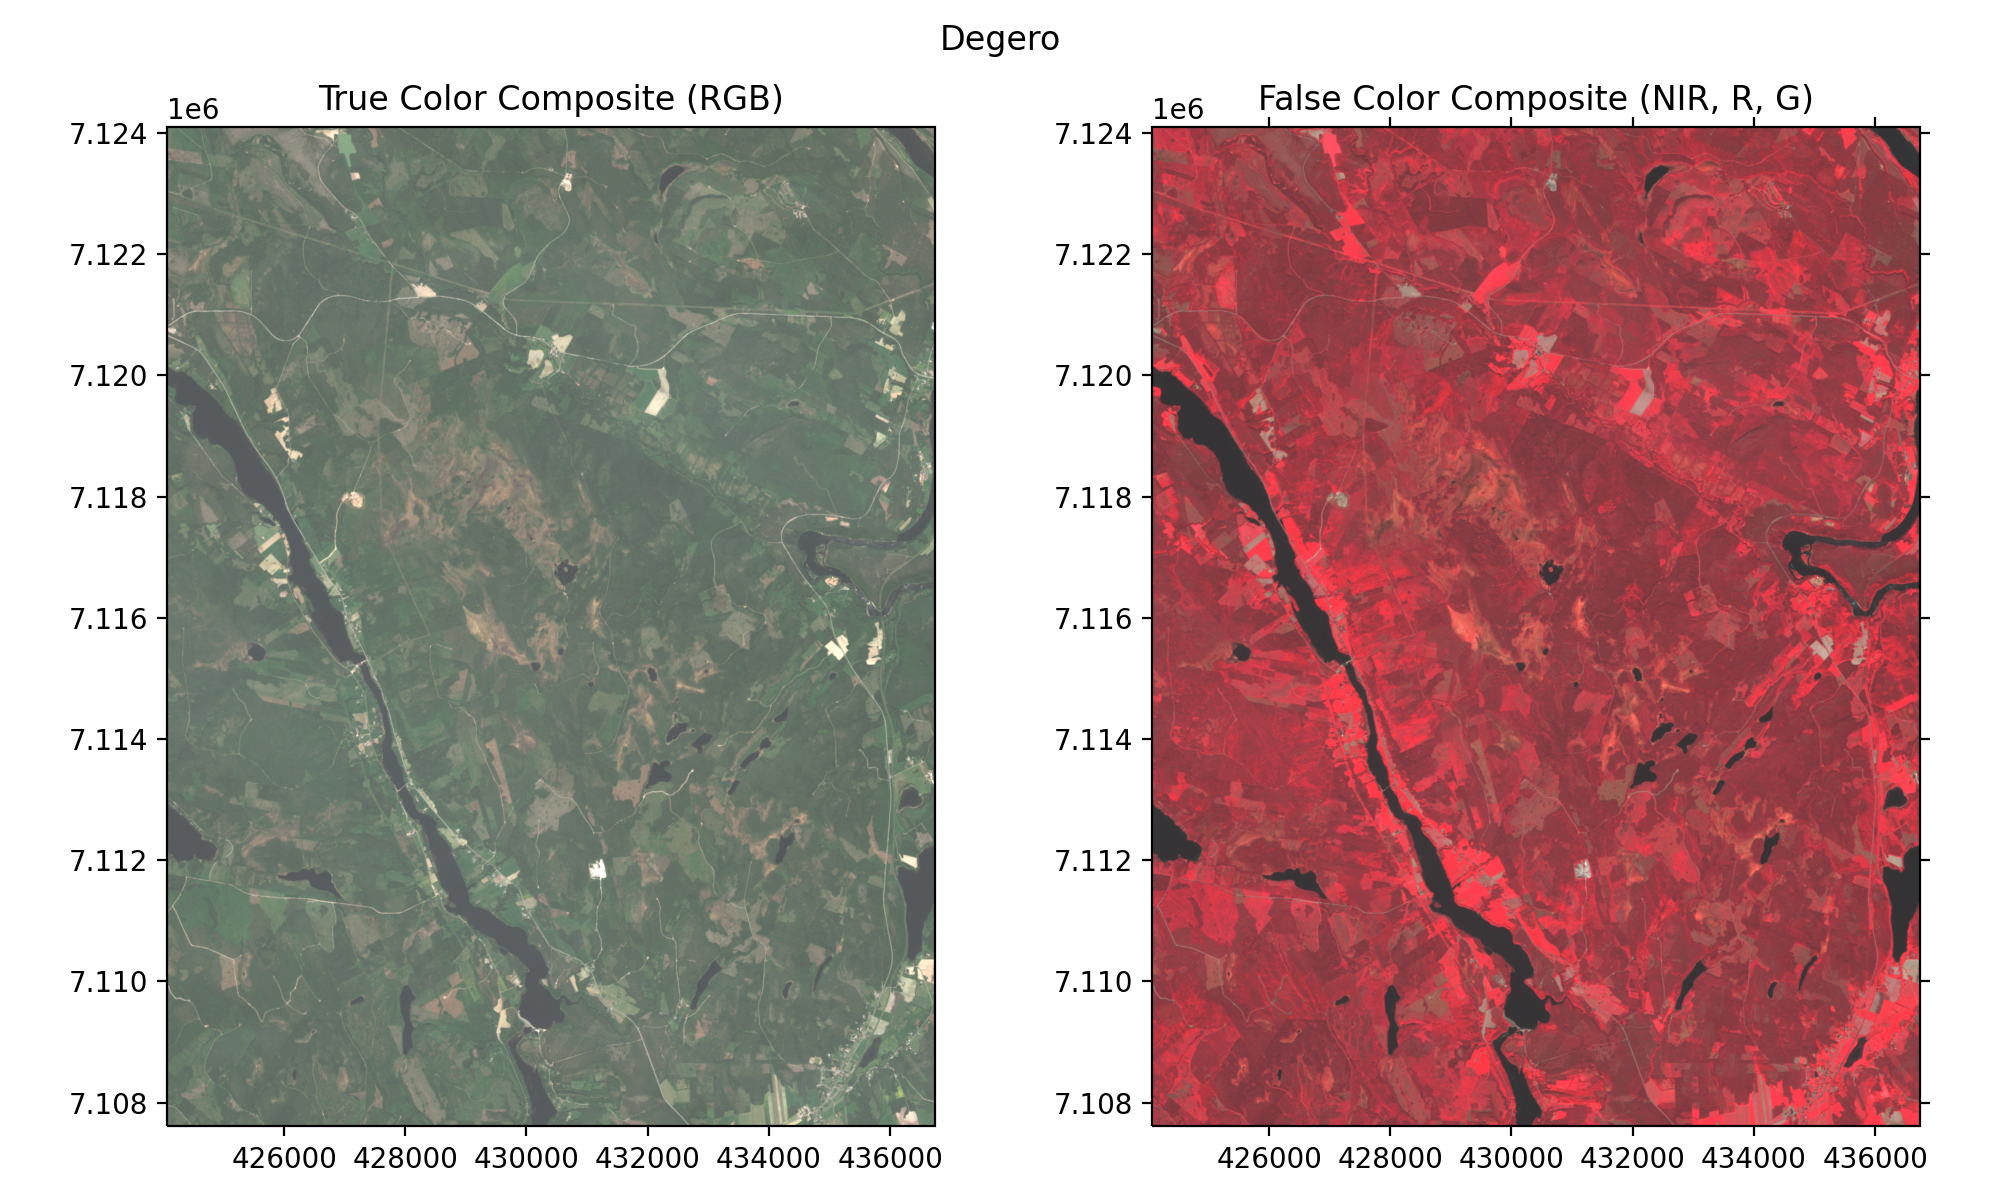 Degero
True Color Composite (RGB)
1e6
7.124
7.122
7.120
7.118
7.116
7.114
7.112
7.110
7.108
426000 428000 430000 432000 434000 436000
False Color Composite (NIR, R, G)
1e6
7.124
7.122
7.120
7.118
7.116
7.114
7.112
7.110
7.108
426000 428000 430000 432000 434000 436000